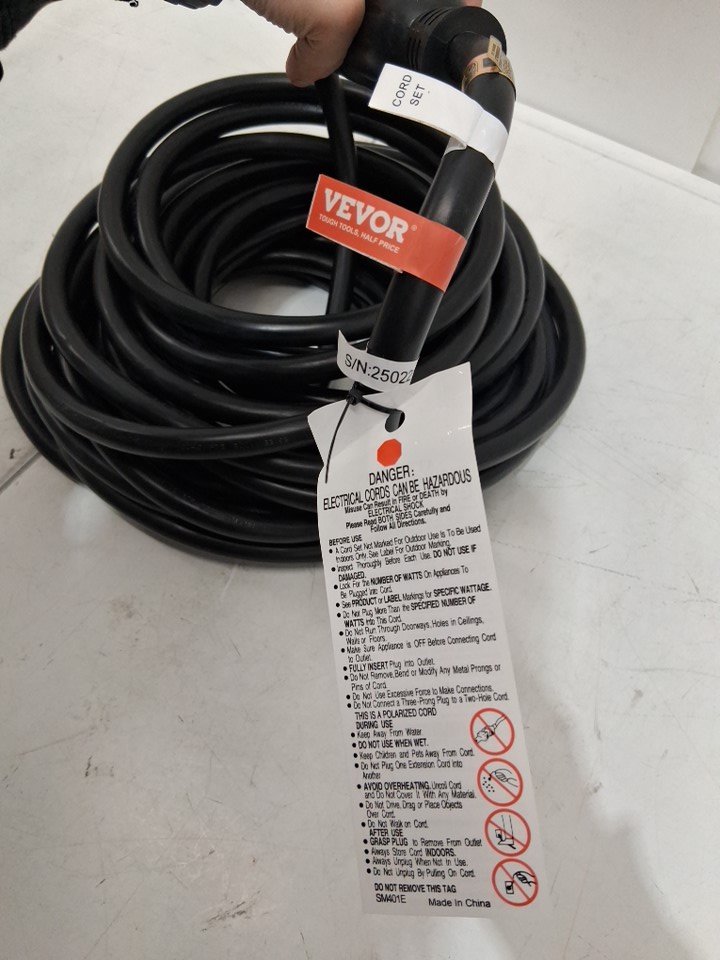 CORD
SET
VEVOR®
TOUGH TOOLS, HALF PRICE
S/N:25022
DANGER:
ELECTRICAL CORDS CAN BE HAZARDOUS
Misuse Can Result in FIRE or DEATH by
ELECTRICAL SHOCK
Please Read BOTH SIDES Carefully and
Follow All Directions.
BEFORE USE
• A Cord Set Not Marked For Outdoor Use Is To Be Used
Indoors Only. See Label For Outdoor Marking.
• Inspect Thoroughly Before Each Use. DO NOT USE IF
DAMAGED.
• Look For the NUMBER OF WATTS On Appliances To
Be Plugged Into Cord.
• See PRODUCT or LABEL Markings for SPECIFIC WATTAGE.
• Do Not Plug More Than the SPECIFIED NUMBER OF
WATTS Into This Cord.
• Do Not Run Through Doorways, Holes in Ceilings,
Walls or Floors.
• Make Sure Appliance is OFF Before Connecting Cord
to Outlet.
• FULLY INSERT Plug into Outlet.
• Do Not Remove, Bend or Modify Any Metal Prongs or
Pins of Cord.
• Do Not Use Excessive Force to Make Connections.
• Do Not Connect a Three-Prong Plug to a Two-Hole Cord.
THIS IS A POLARIZED CORD
DURING USE
• Keep Away From Water.
• DO NOT USE WHEN WET.
• Keep Children and Pets Away From Cord.
• Do Not Plug One Extension Cord into
Another
• AVOID OVERHEATING. Uncoil Cord
and Do Not Cover It With Any Material.
• Do Not Drive, Drag or Place Objects
Over Cord.
• Do Not Walk on Cord.
AFTER USE
• GRASP PLUG to Remove From Outlet
• Always Store Cord INDOORS.
• Always Unplug When Not In Use.
• Do Not Unplug By Pulling On Cord.
DO NOT REMOVE THIS TAG
SM401E Made In China